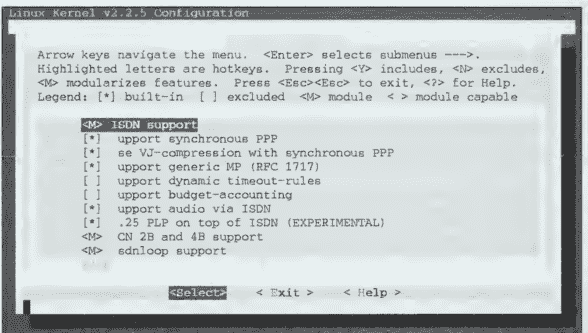 Linux Kernel v2.2.5 Configuration
Arrow keys navigate the menu. <Enter> selects submenus --->.
Highlighted letters are hotkeys. Pressing <Y> includes, <N> excludes,
<M> modularizes features. Press <Esc><Esc> to exit, <?> for Help.
Legend: [*] built-in [ ] excluded <M> module < > module capable
<M> ISDN support
[*] upport synchronous PPP
[*] se VJ-compression with synchronous PPP
[*] upport generic MP (RFC 1717)
[ ] upport dynamic timeout-rules
[ ] upport budget-accounting
[*] upport audio via ISDN
[*] .25 PLP on top of ISDN (EXPERIMENTAL)
<M> CN 2B and 4B support
<M> sdnloop support
<Select> < Exit > < Help >